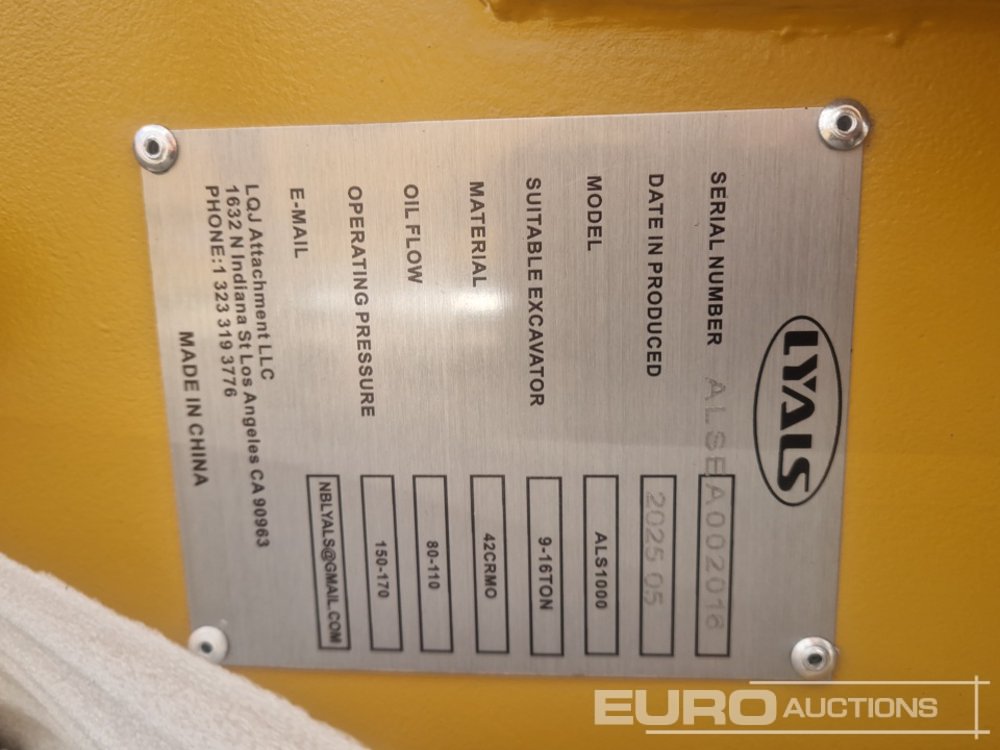 LYALS
SERIAL NUMBER ALSEA002018
DATE IN PRODUCED 2025 05
MODEL ALS1000
SUITABLE EXCAVATOR 9-16TON
MATERIAL 42CRMO
OIL FLOW 80-110
OPERATING PRESSURE 150-170
E-MAIL NBLYALS@GMAIL.COM
LQJ Attachment LLC
1632 N Indiana St Los Angeles CA 90963
PHONE:1 323 319 3776
MADE IN CHINA
EURO AUCTIONS